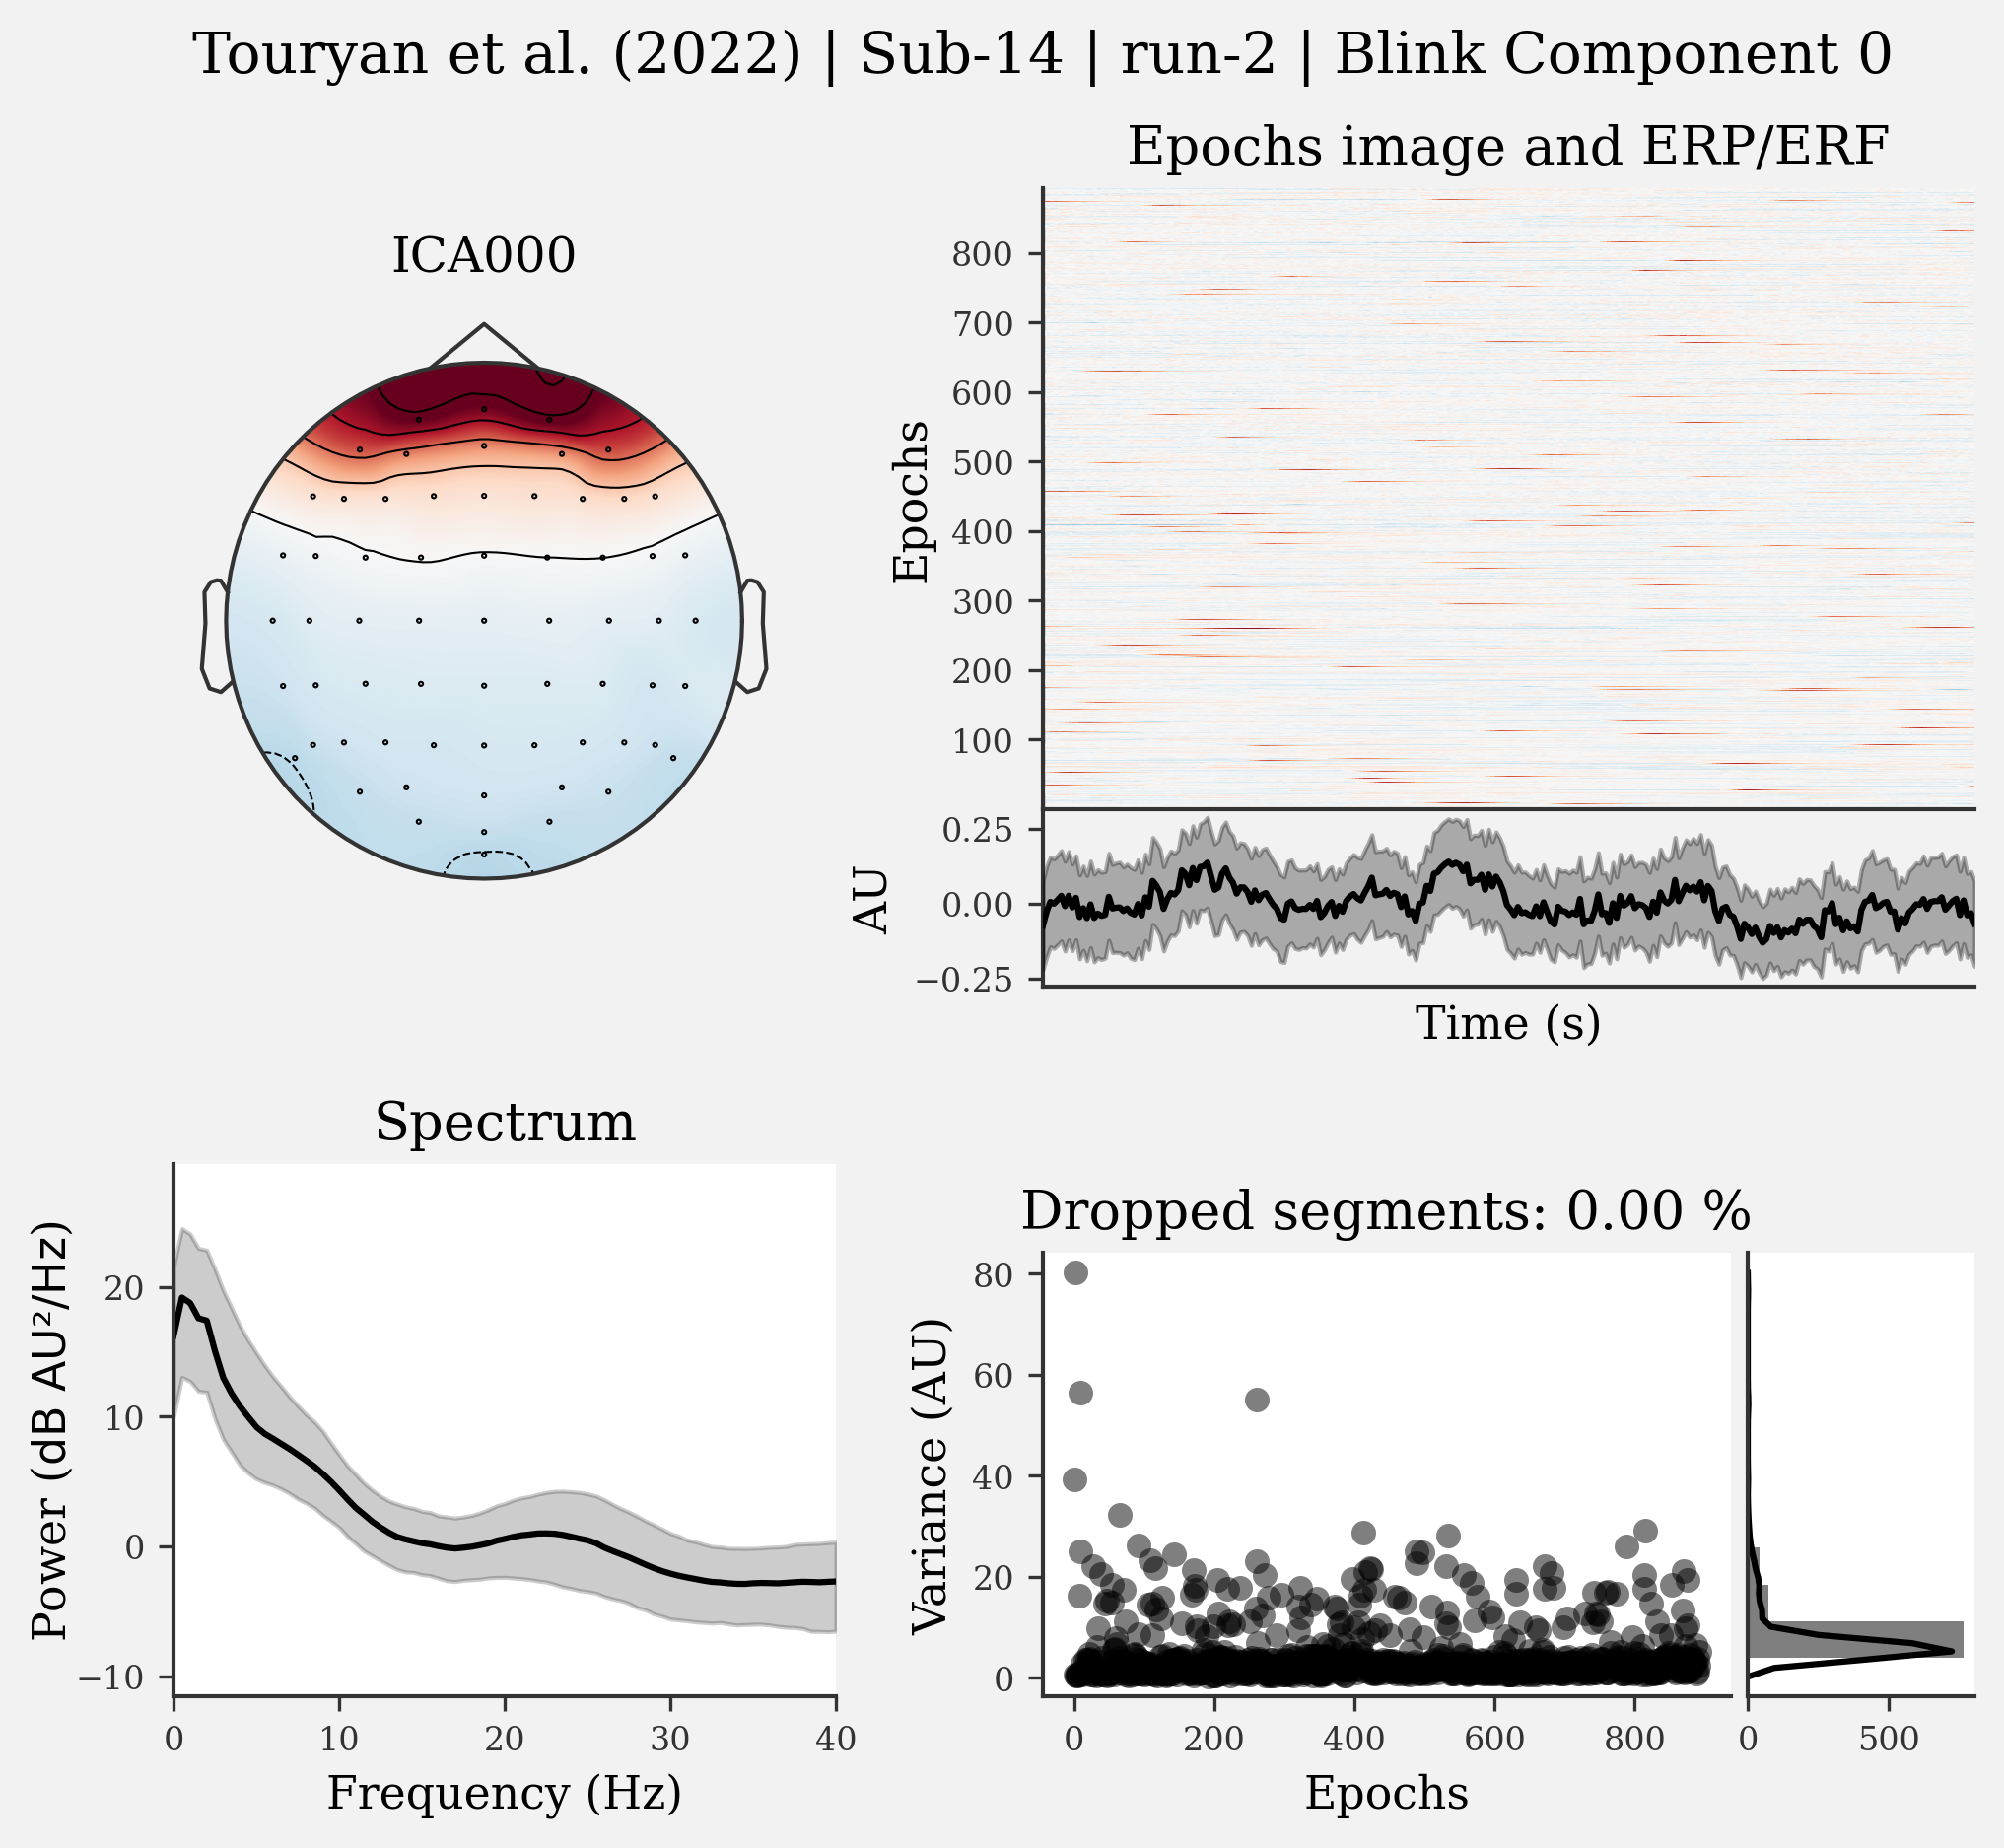 Touryan et al. (2022) | Sub-14 | run-2 | Blink Component 0
ICA000
Epochs image and ERP/ERF
Epochs
800
700
600
500
400
300
200
100
AU
0.25
0.00
−0.25
Time (s)
Spectrum
Power (dB AU²/Hz)
20
10
0
−10
0 10 20 30 40
Frequency (Hz)
Dropped segments: 0.00 %
Variance (AU)
80
60
40
20
0
0 200 400 600 800
0 500
Epochs